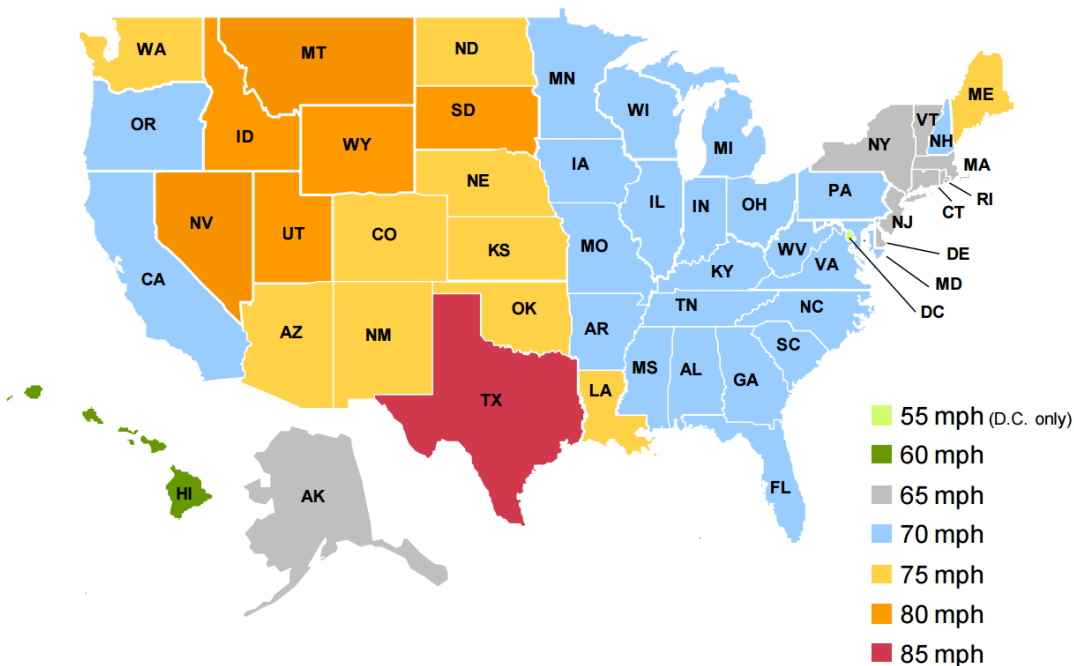 WA
MT
ND
MN
OR
ID
WY
SD
WI
MI
NY
VT
NH
ME
MA
RI
CT
NJ
PA
DE
MD
DC
IA
NE
NV
UT
CO
KS
MO
IL
IN
OH
WV
VA
KY
CA
AZ
NM
OK
AR
TN
NC
SC
MS
AL
GA
LA
TX
FL
HI
AK
55 mph (D.C. only)
60 mph
65 mph
70 mph
75 mph
80 mph
85 mph